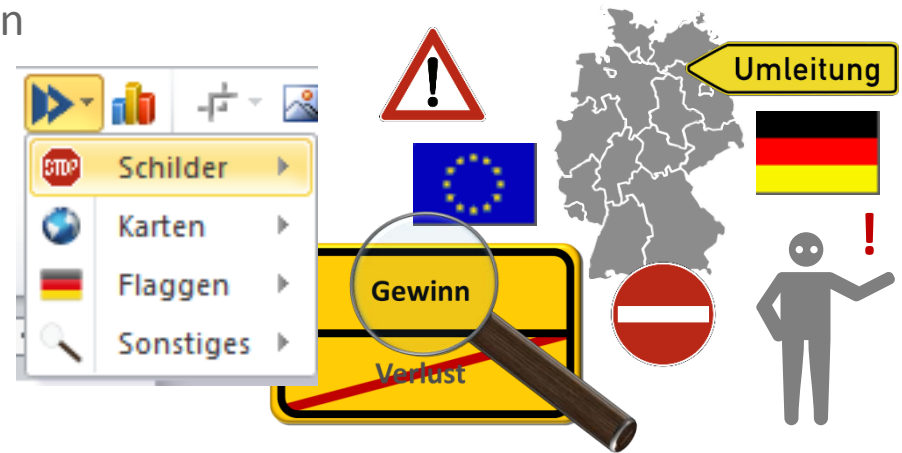 n
STOP
Schilder
Karten
Flaggen
Sonstiges
!
Umleitung
!
Gewinn
Verlust